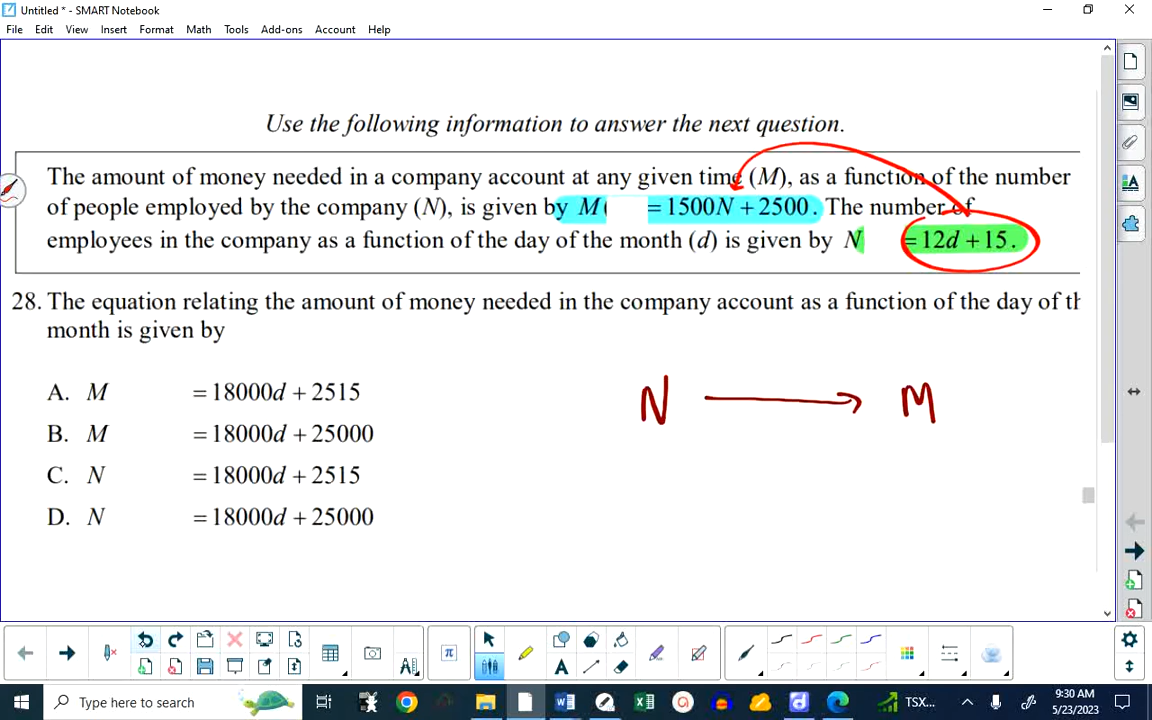 Untitled * - SMART Notebook
File Edit View Insert Format Math Tools Add-ons Account Help
Use the following information to answer the next question.
The amount of money needed in a company account at any given time (M), as a function of the number
of people employed by the company (N), is given by M( = 1500N + 2500. The number of
employees in the company as a function of the day of the month (d) is given by N = 12d + 15.
28. The equation relating the amount of money needed in the company account as a function of the day of th
month is given by
A. M = 18000d + 2515
N → M
B. M = 18000d + 25000
C. N = 18000d + 2515
D. N = 18000d + 25000
Type here to search
TSX...
9:30 AM
5/23/2023